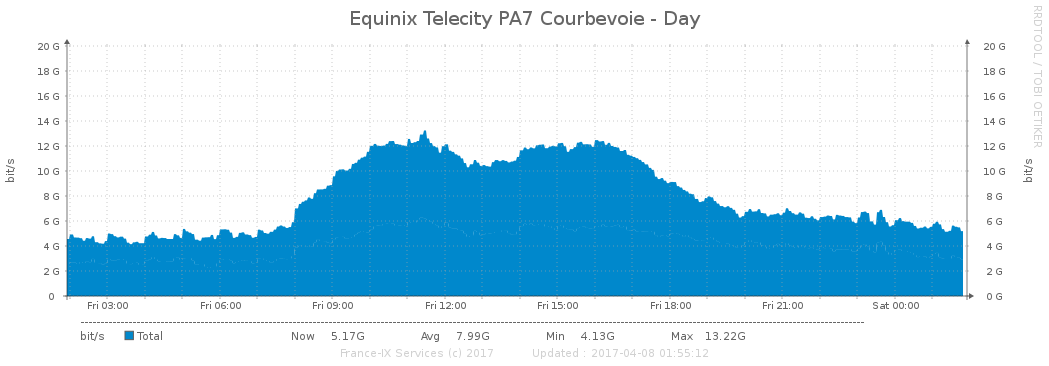 Equinix Telecity PA7 Courbevoie - Day
RRDTOOL / TOBI OETIKER
bit/s
bit/s
20 G 20 G
18 G 18 G
16 G 16 G
14 G 14 G
12 G 12 G
10 G 10 G
8 G 8 G
6 G 6 G
4 G 4 G
2 G 2 G
0 0 G
Fri 03:00 Fri 06:00 Fri 09:00 Fri 12:00 Fri 15:00 Fri 18:00 Fri 21:00 Sat 00:00
bit/s Total Now 5.17G Avg 7.99G Min 4.13G Max 13.22G
France-IX Services (c) 2017 Updated : 2017-04-08 01:55:12